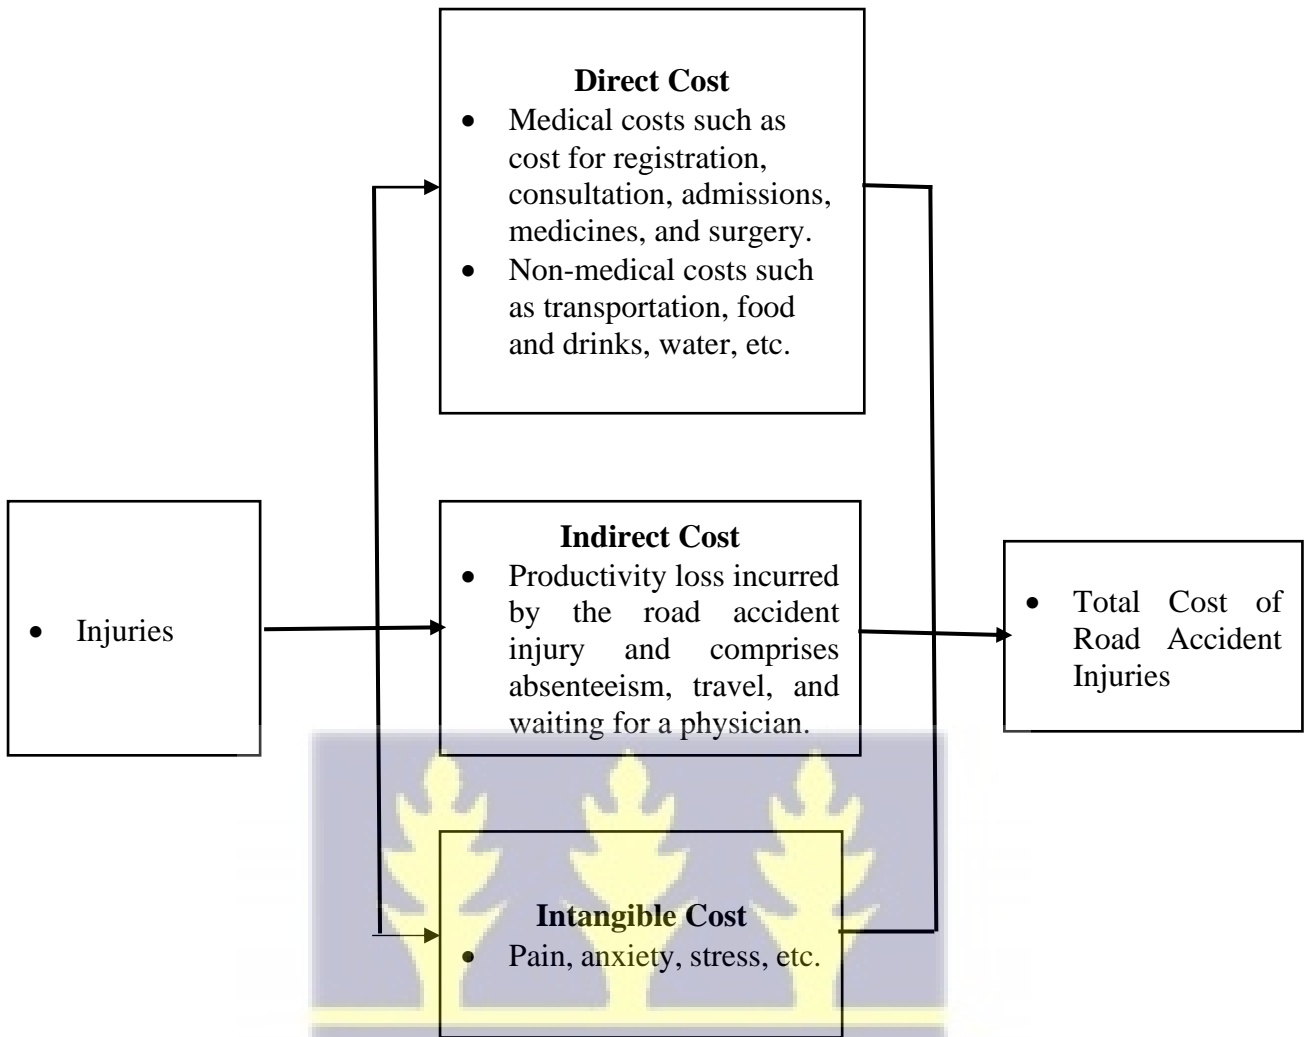 Direct Cost
• Medical costs such as
cost for registration,
consultation, admissions,
medicines, and surgery.
• Non-medical costs such
as transportation, food
and drinks, water, etc.
• Injuries
Indirect Cost
• Productivity loss incurred
by the road accident
injury and comprises
absenteeism, travel, and
waiting for a physician.
• Total Cost of
Road Accident
Injuries
Intangible Cost
• Pain, anxiety, stress, etc.